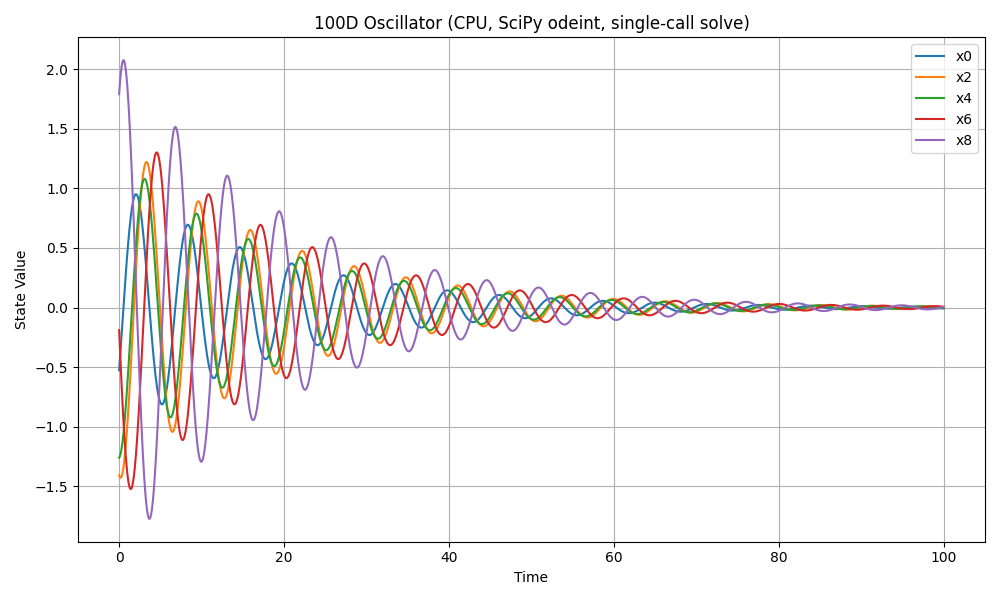 100D Oscillator (CPU, SciPy odeint, single-call solve)
x0
x2
x4
x6
x8
2.0
1.5
1.0
0.5
0.0
−0.5
−1.0
−1.5
State Value
0 20 40 60 80 100
Time